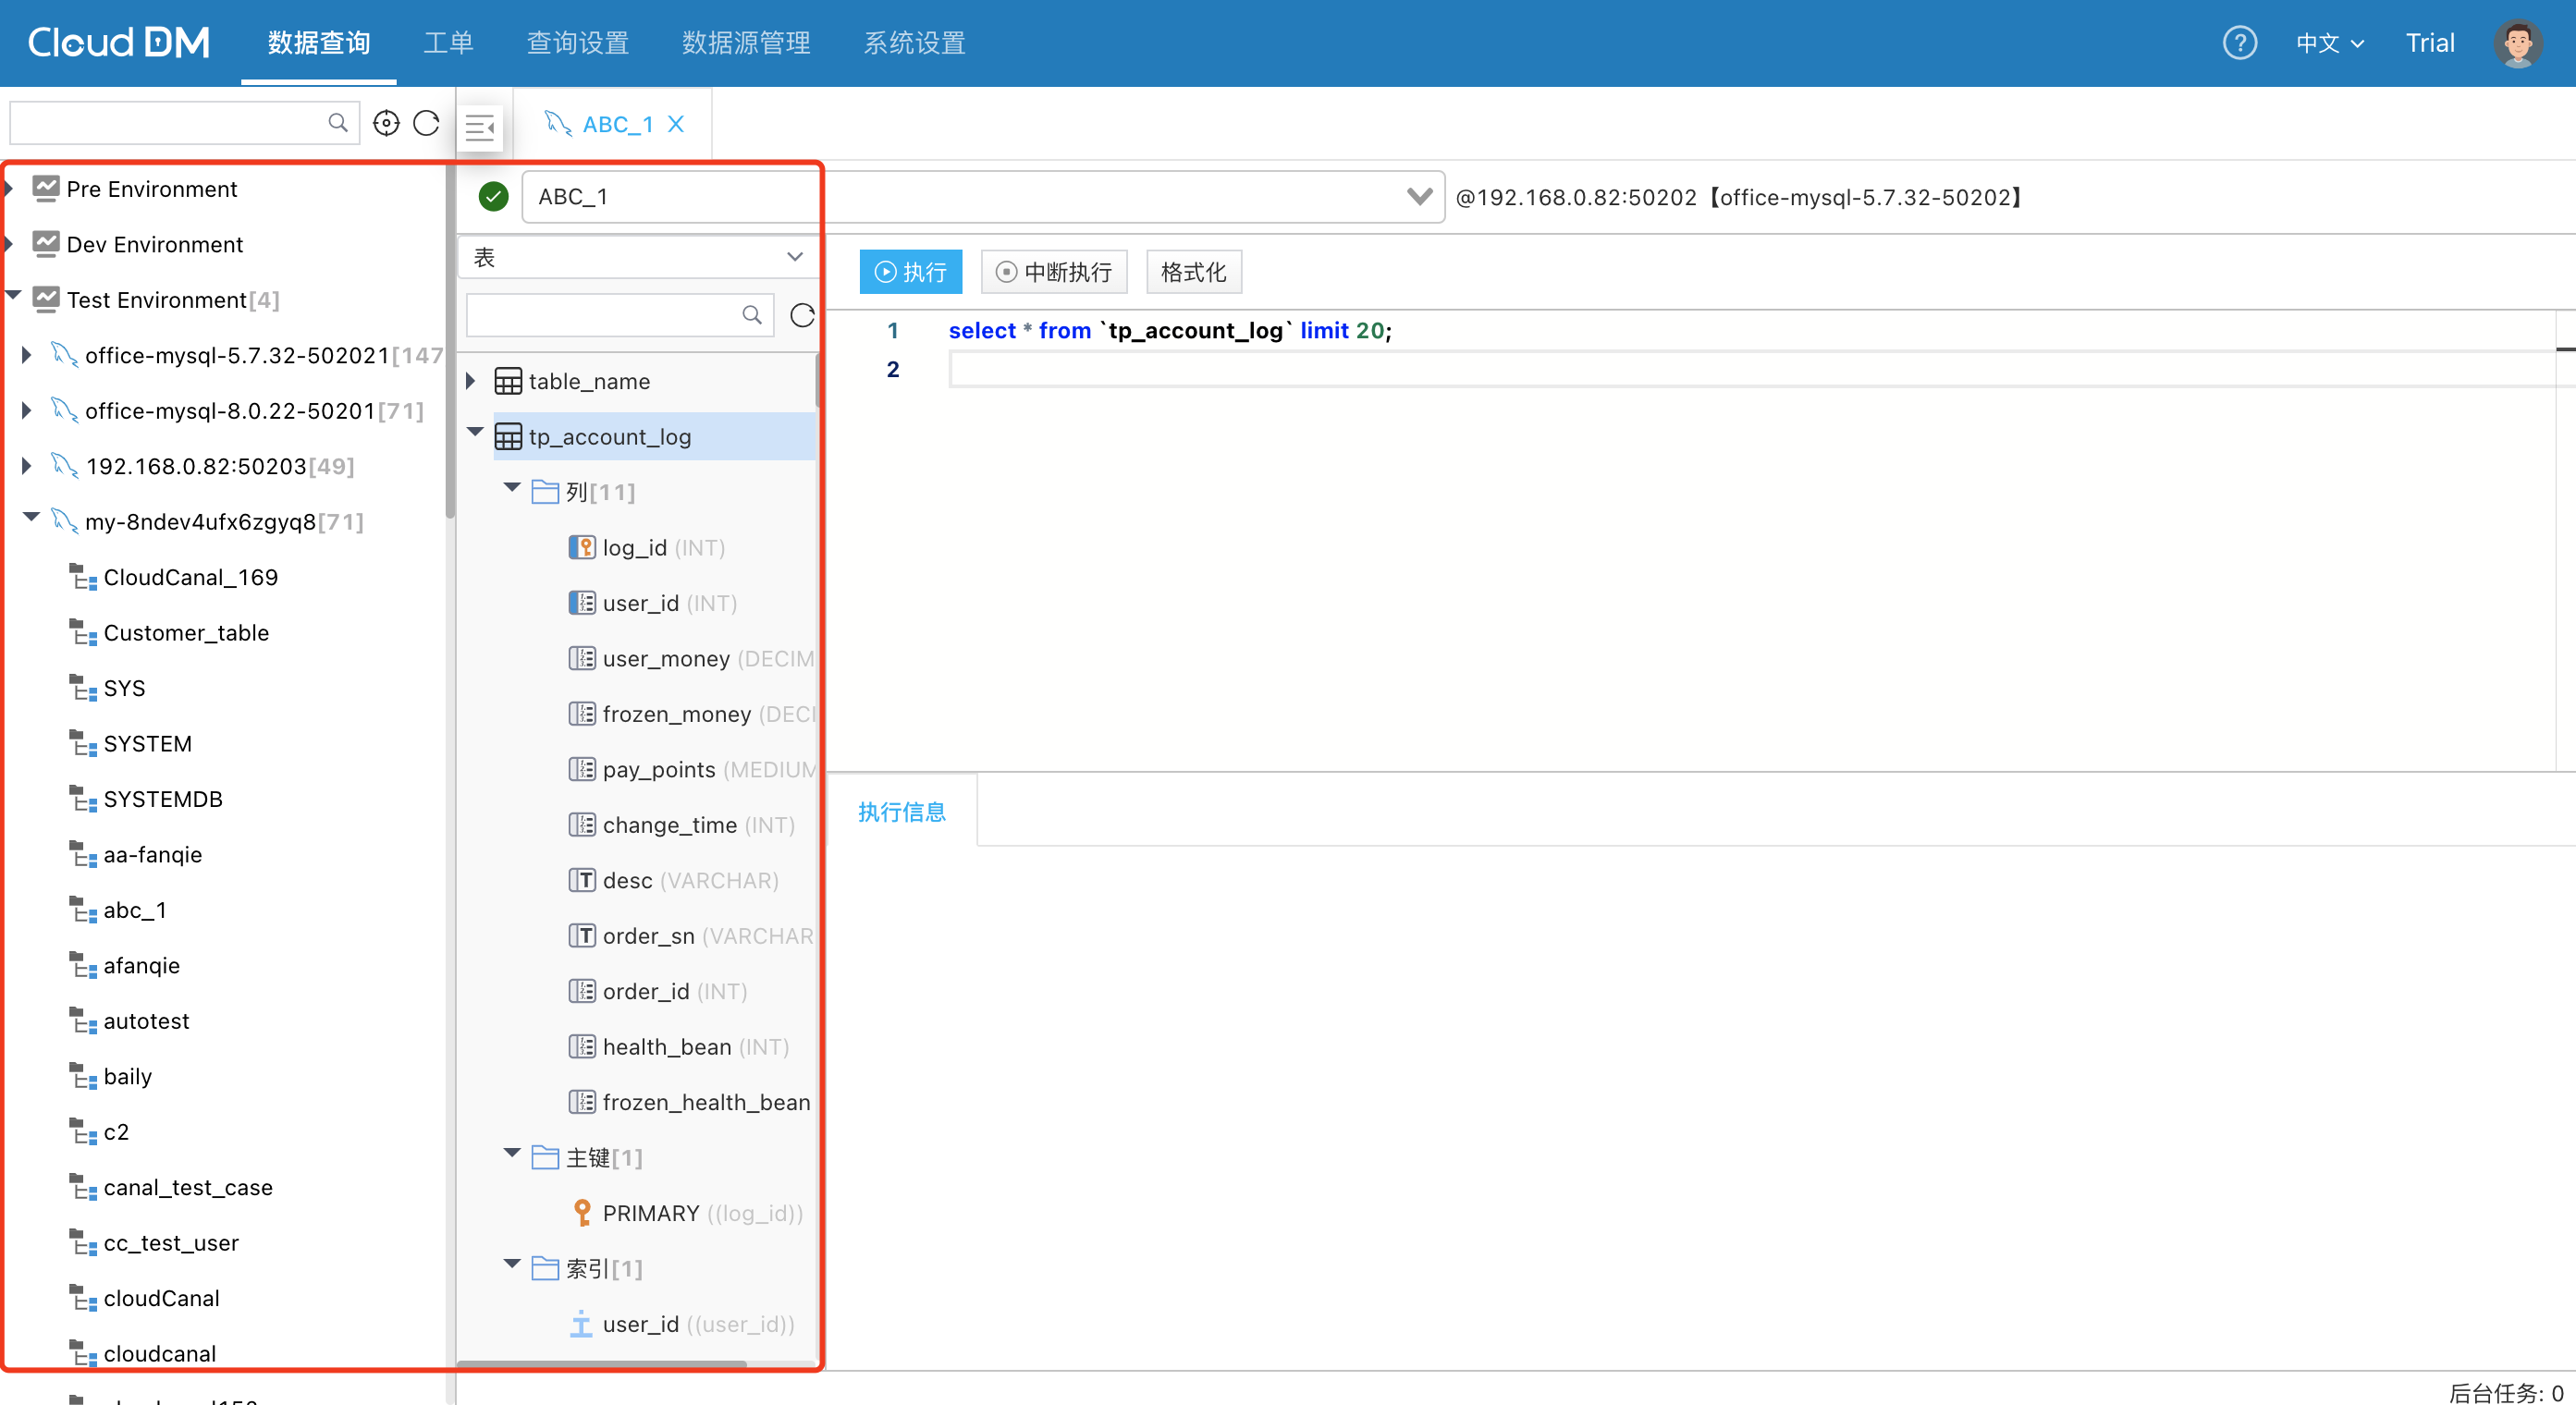 Cloud DM 数据查询 工单 查询设置 数据源管理 系统设置 ? 中文 Trial
ABC_1 X
Pre Environment
Dev Environment
Test Environment[4]
office-mysql-5.7.32-502021[147
office-mysql-8.0.22-50201[71]
192.168.0.82:50203[49]
my-8ndev4ufx6zgyq8[71]
CloudCanal_169
Customer_table
SYS
SYSTEM
SYSTEMDB
aa-fanqie
abc_1
afanqie
autotest
baily
c2
canal_test_case
cc_test_user
cloudCanal
cloudcanal
ABC_1 @192.168.0.82:50202【office-mysql-5.7.32-50202】
表
table_name
tp_account_log
列[11]
log_id (INT)
user_id (INT)
user_money (DECIM
frozen_money (DECI
pay_points (MEDIUM
change_time (INT)
desc (VARCHAR)
order_sn (VARCHAR
order_id (INT)
health_bean (INT)
frozen_health_bean
主键[1]
PRIMARY ((log_id))
索引[1]
user_id ((user_id))
执行 中断执行 格式化
1 select * from `tp_account_log` limit 20;
2
执行信息
后台任务: 0